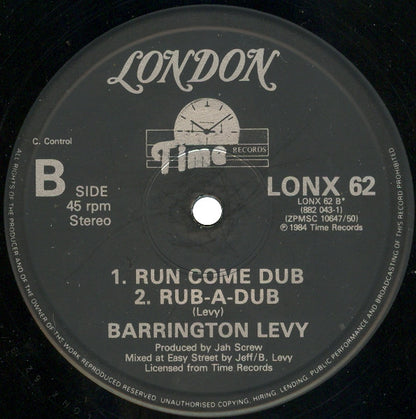 LONDON
Time
RECORDS
C. Control
B SIDE
45 rpm
Stereo
LONX 62
LONX 62 B*
(882 043-1)
(ZPMSC 10647/50)
℗ 1984 Time Records
1. RUN COME DUB
2. RUB-A-DUB
(Levy)
BARRINGTON LEVY
Produced by Jah Screw
Mixed at Easy Street by Jeff/B. Levy
Licensed from Time Records
ALL RIGHTS OF THE PRODUCER AND OF THE OWNER OF THE WORK REPRODUCED RESERVED UNAUTHORISED COPYING, HIRING, LENDING, PUBLIC PERFORMANCE AND BROADCASTING OF THIS RECORD PROHIBITED